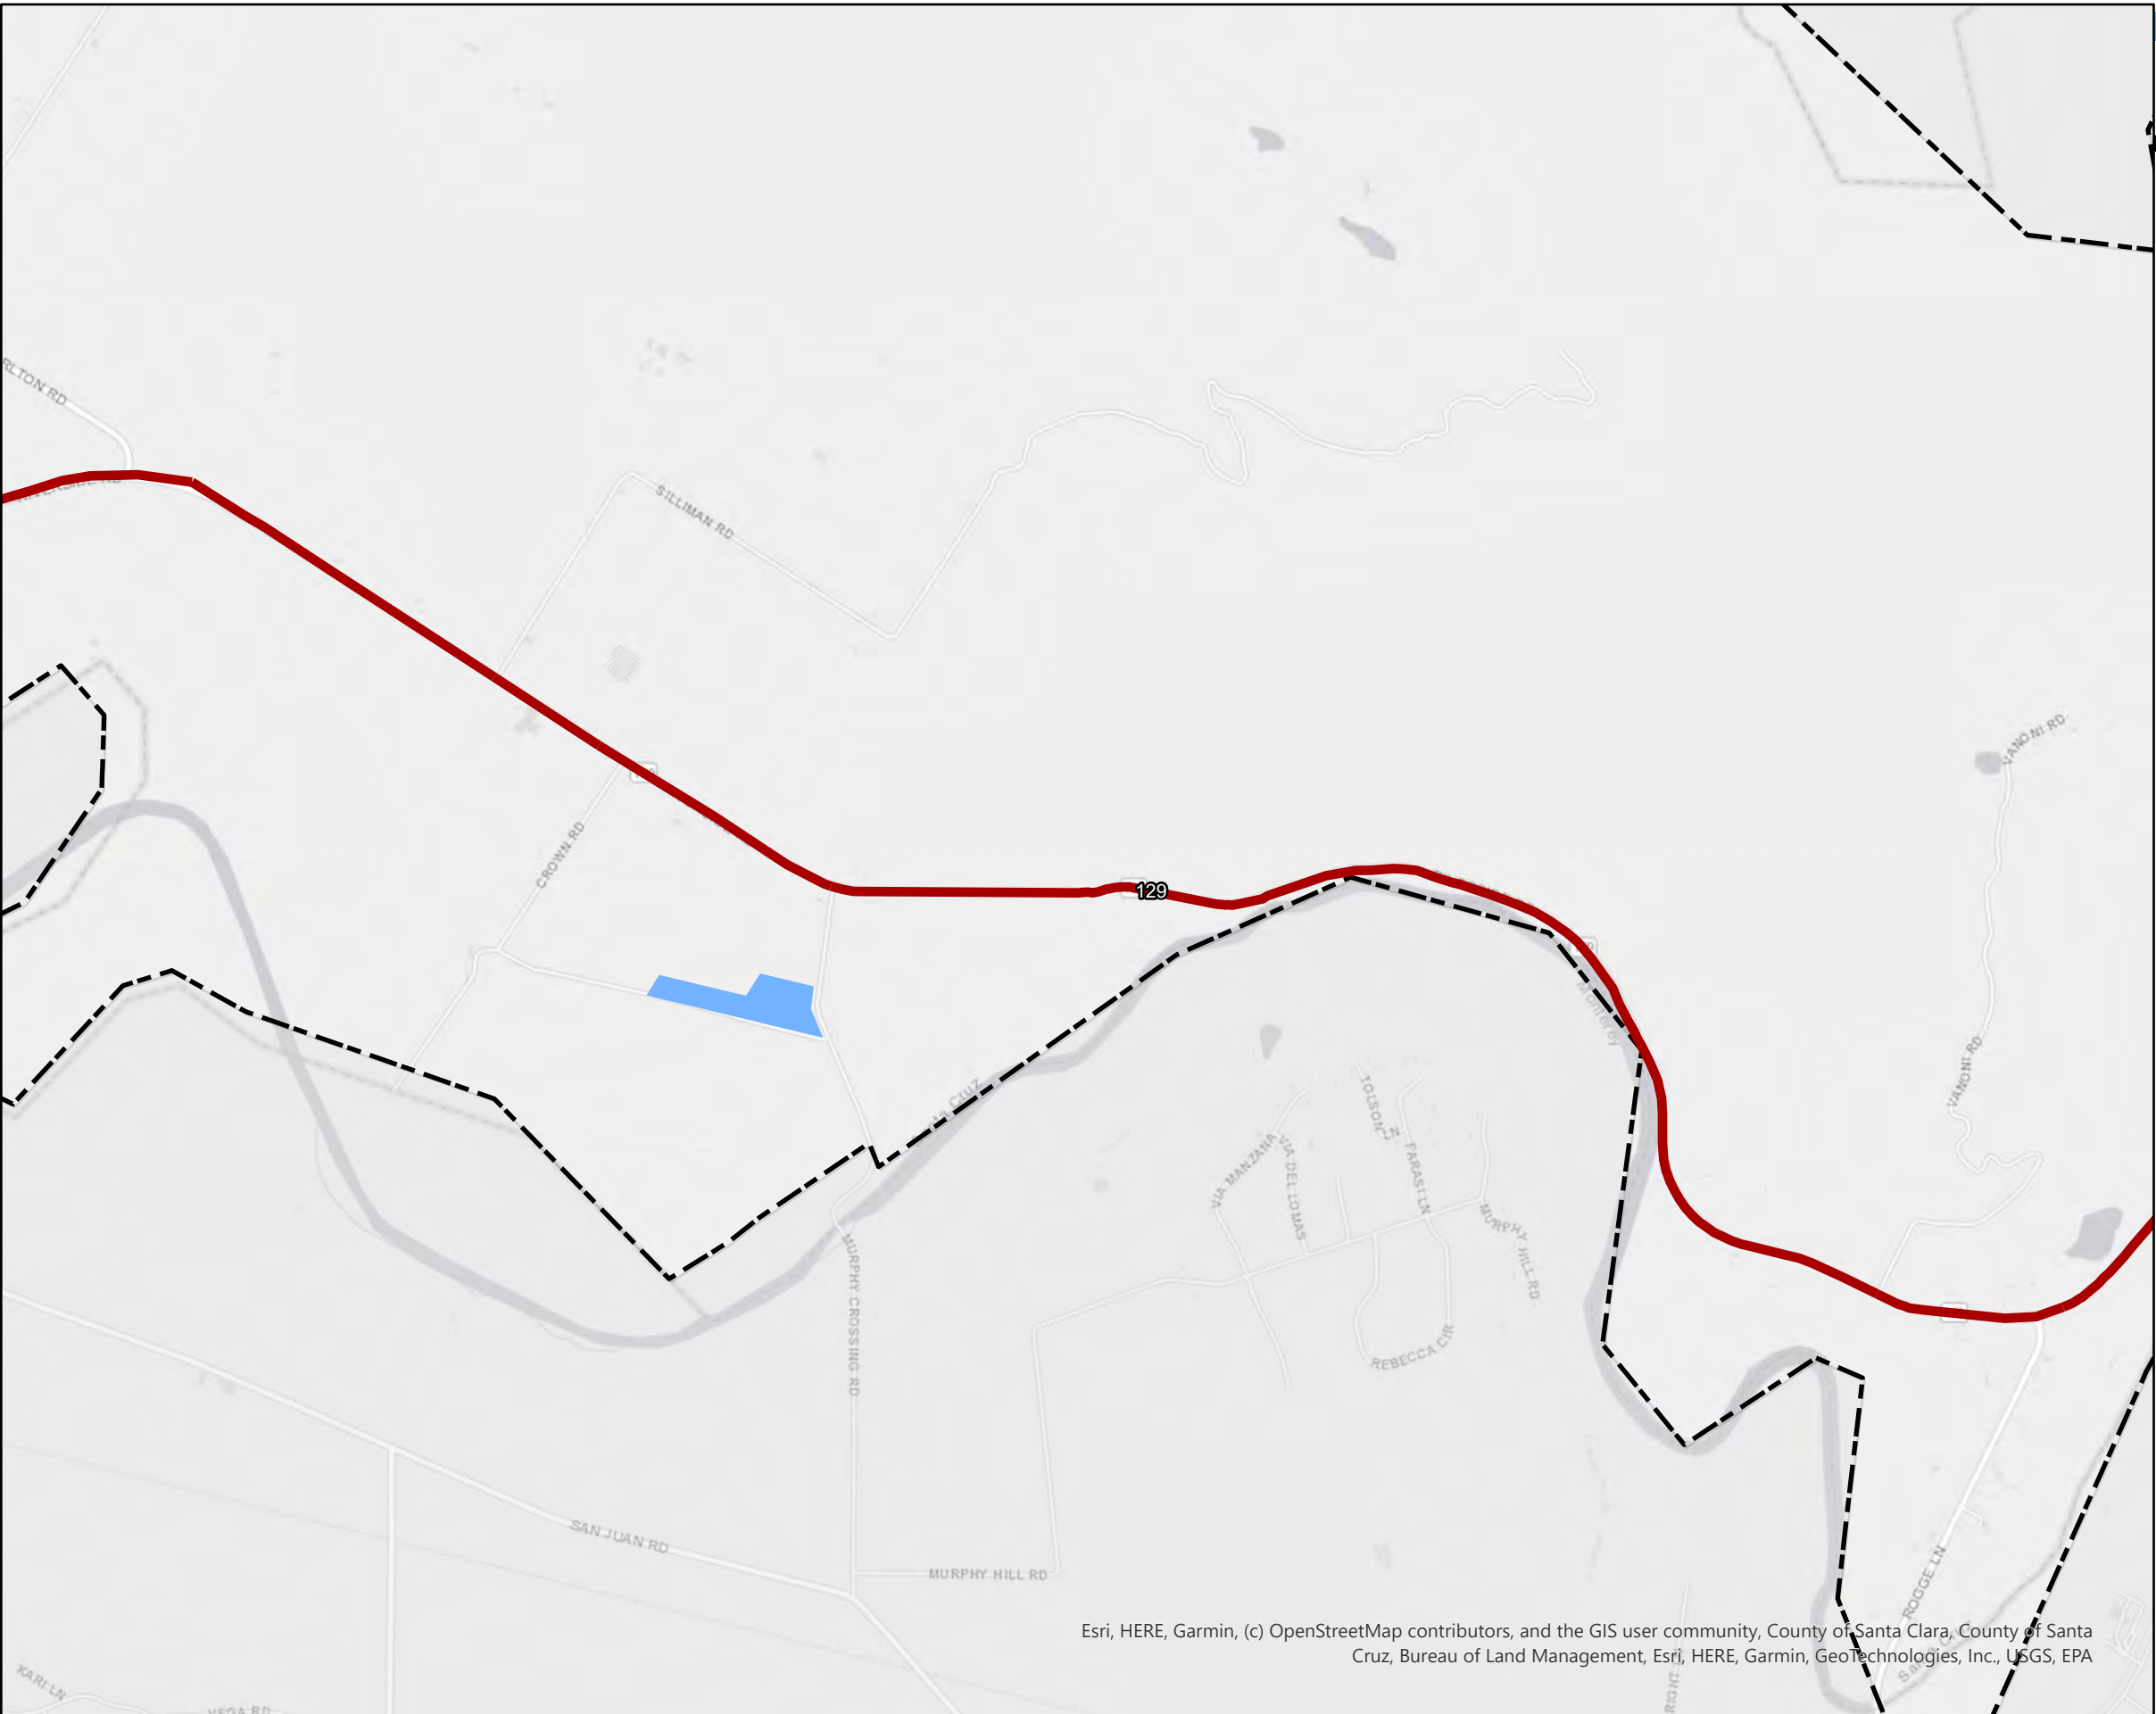 RLTON RD
SILLIMAN RD
VANONI RD
CROWN RD
129
Monterey
VANONI RD
TOLSON LN
VIA MANZANA
VIA DEL LOMAS
FARASI LN
MURPHY HILL RD
MURPHY CROSSING RD
REBECCA CIR
SAN JUAN RD
MURPHY HILL RD
ROGGE LN
Esri, HERE, Garmin, (c) OpenStreetMap contributors, and the GIS user community, County of Santa Clara, County of Santa
Cruz, Bureau of Land Management, Esri, HERE, Garmin, GeoTechnologies, Inc., USGS, EPA
KARI LN
VEGA RD